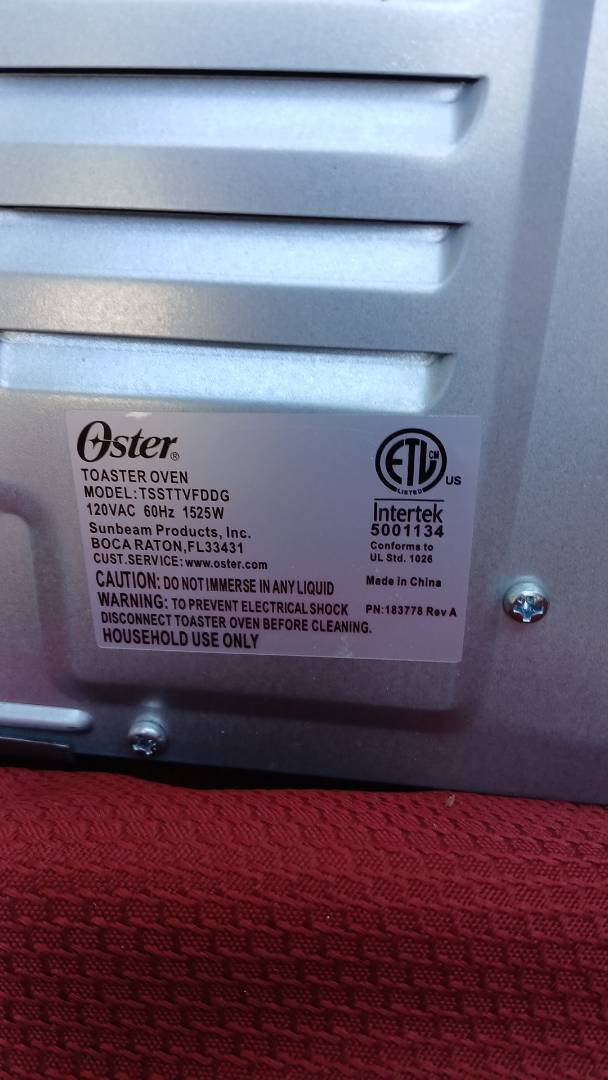 Oster®
TOASTER OVEN
MODEL:TSSTTVFDDG
120VAC 60Hz 1525W
Sunbeam Products, Inc.
BOCA RATON,FL33431
CUST.SERVICE:www.oster.com
CAUTION: DO NOT IMMERSE IN ANY LIQUID
WARNING: TO PREVENT ELECTRICAL SHOCK
DISCONNECT TOASTER OVEN BEFORE CLEANING.
HOUSEHOLD USE ONLY
ETL CM
LISTED
US
Intertek
5001134
Conforms to
UL Std. 1026
Made in China
PN:183778 Rev A